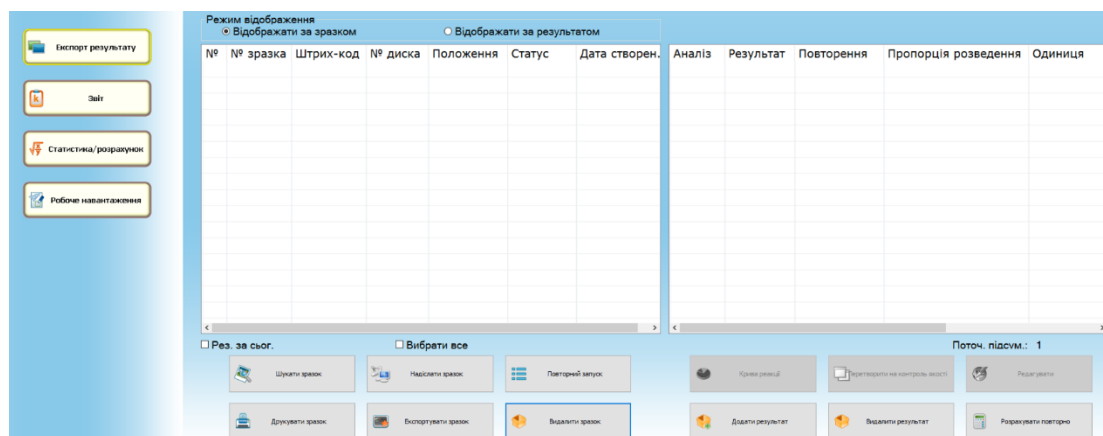 Режим відображення
Відображати за зразком
Відображати за результатом
Експорт результату
Звіт
Статистика/розрахунок
Робоче навантаження
№ № зразка Штрих-код № диска Положення Статус Дата створен.
Аналіз Результат Повторення Пропорція розведення Одиниця
Рез. за сьог.
Вибрати все
Поточ. підсум.: 1
Шукати зразок
Надіслати зразок
Повторний запуск
Крива реакції
Перетворити на контроль якості
Редагувати
Друкувати зразок
Експортувати зразок
Видалити зразок
Додати результат
Видалити результат
Розрахувати повторно